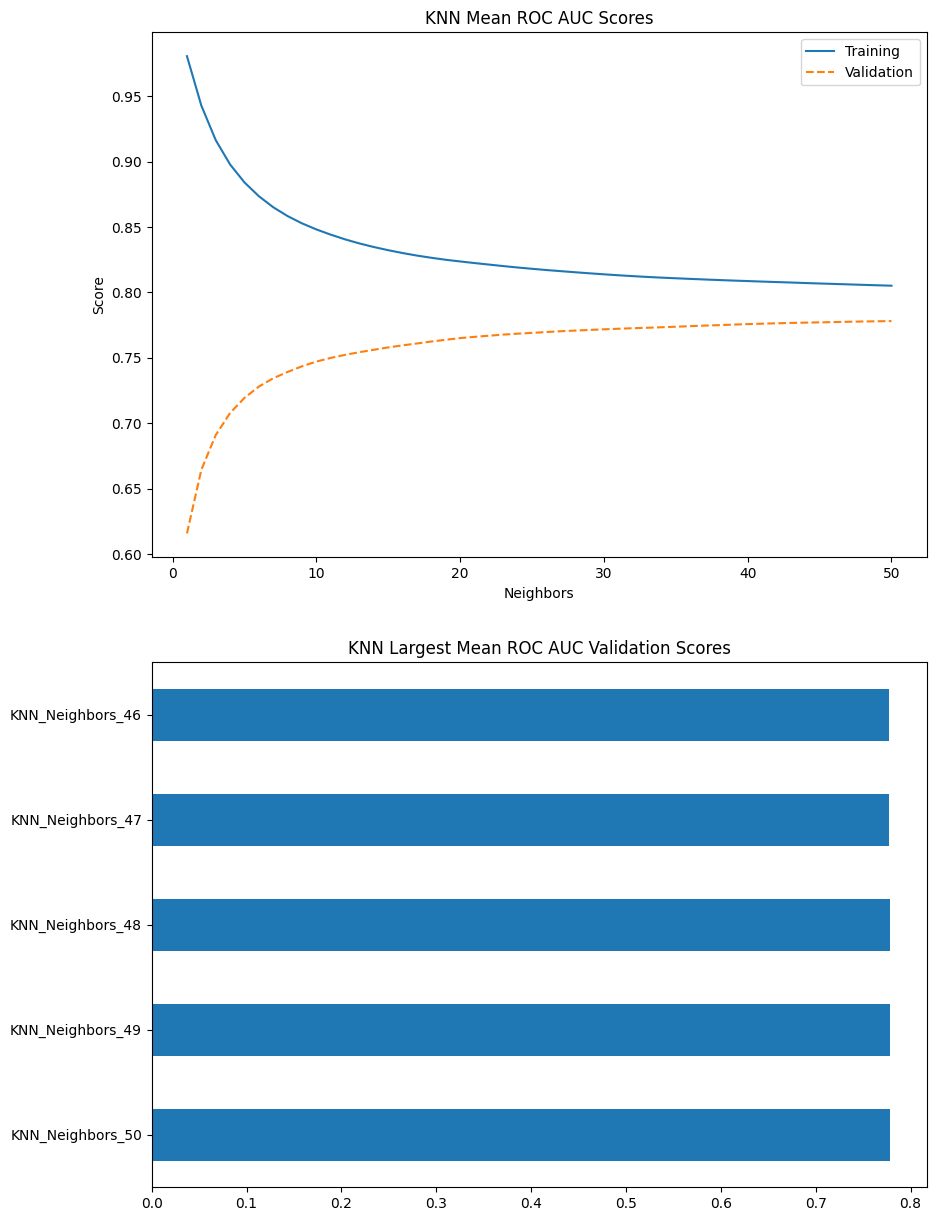 KNN Mean ROC AUC Scores
Training
Validation
0.95
0.90
0.85
0.80
0.75
0.70
0.65
0.60
Score
0 10 20 30 40 50
Neighbors
KNN Largest Mean ROC AUC Validation Scores
KNN_Neighbors_46
KNN_Neighbors_47
KNN_Neighbors_48
KNN_Neighbors_49
KNN_Neighbors_50
0.0 0.1 0.2 0.3 0.4 0.5 0.6 0.7 0.8